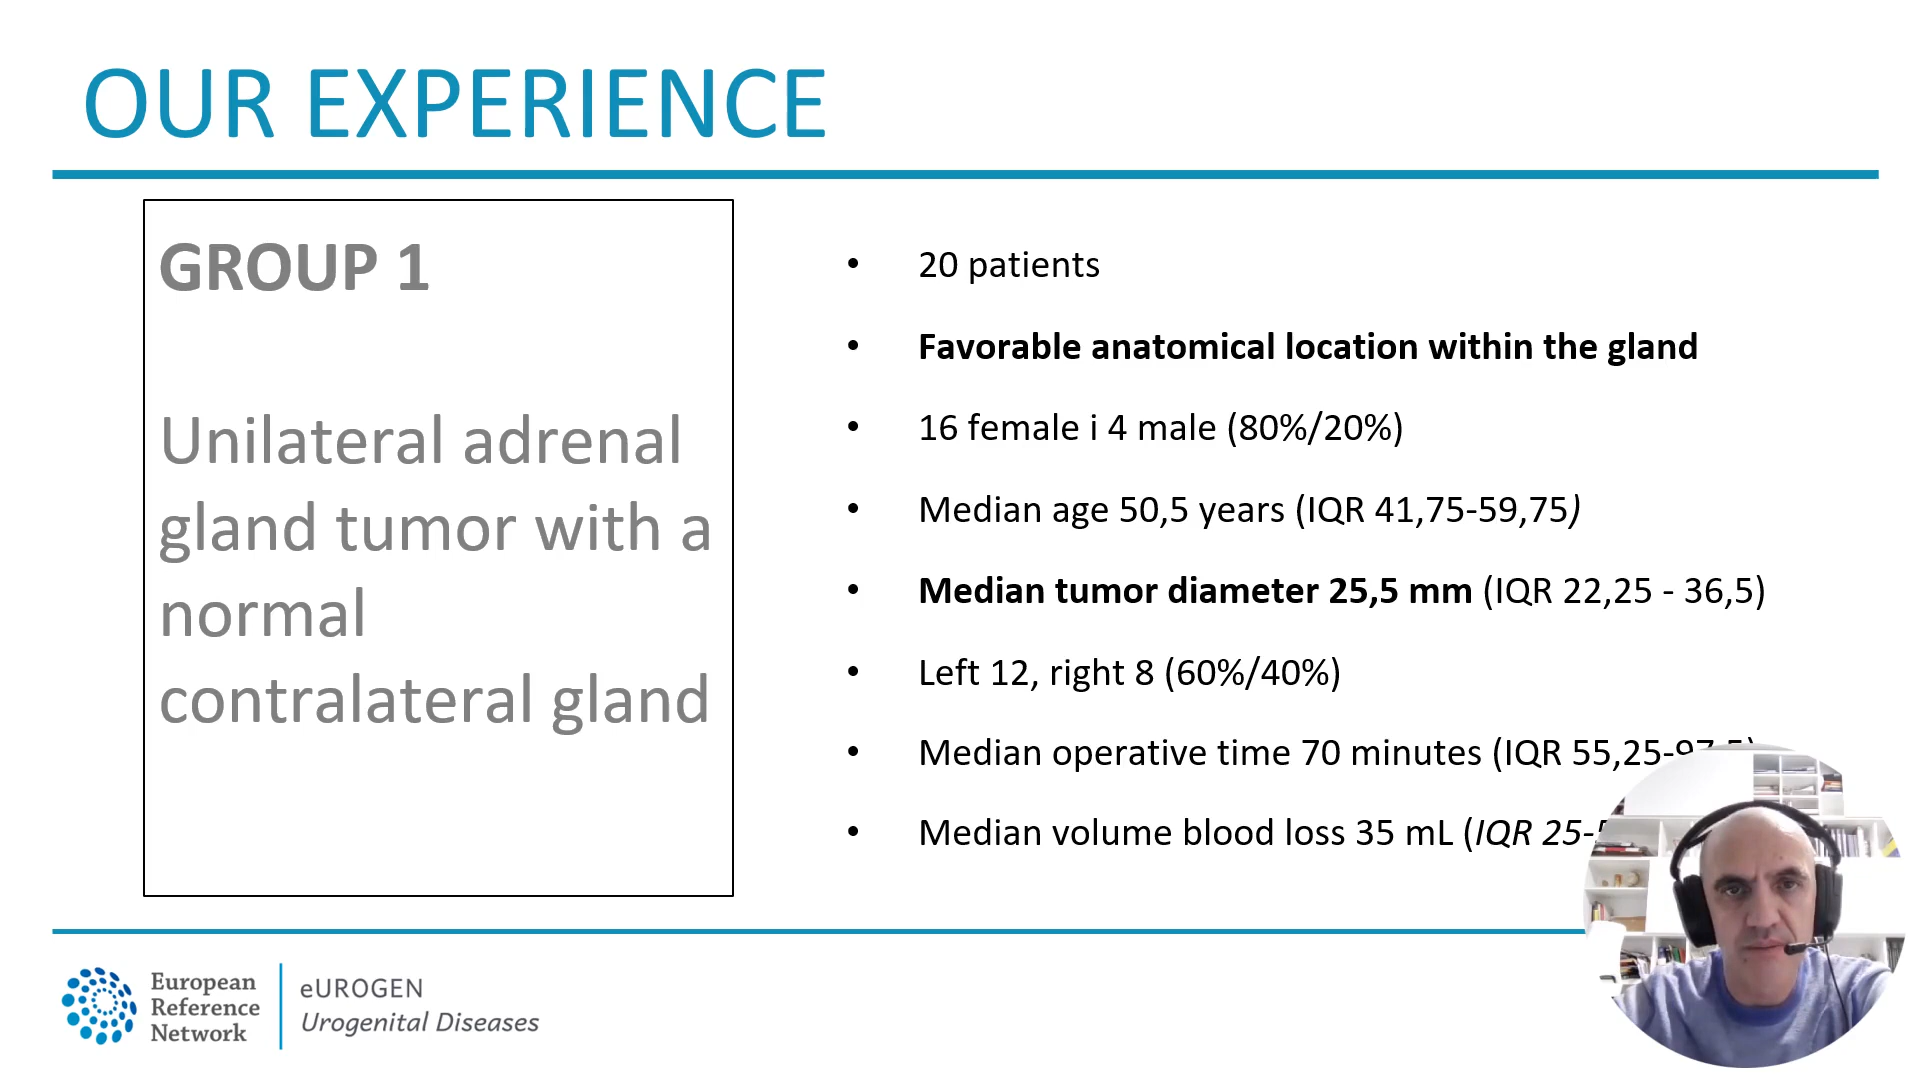 OUR EXPERIENCE
GROUP 1
Unilateral adrenal
gland tumor with a
normal
contralateral gland
• 20 patients
• Favorable anatomical location within the gland
• 16 female i 4 male (80%/20%)
• Median age 50,5 years (IQR 41,75-59,75)
• Median tumor diameter 25,5 mm (IQR 22,25 - 36,5)
• Left 12, right 8 (60%/40%)
• Median operative time 70 minutes (IQR 55,25-97,5)
• Median volume blood loss 35 mL (IQR 25-
European
Reference
Network
eUROGEN
Urogenital Diseases